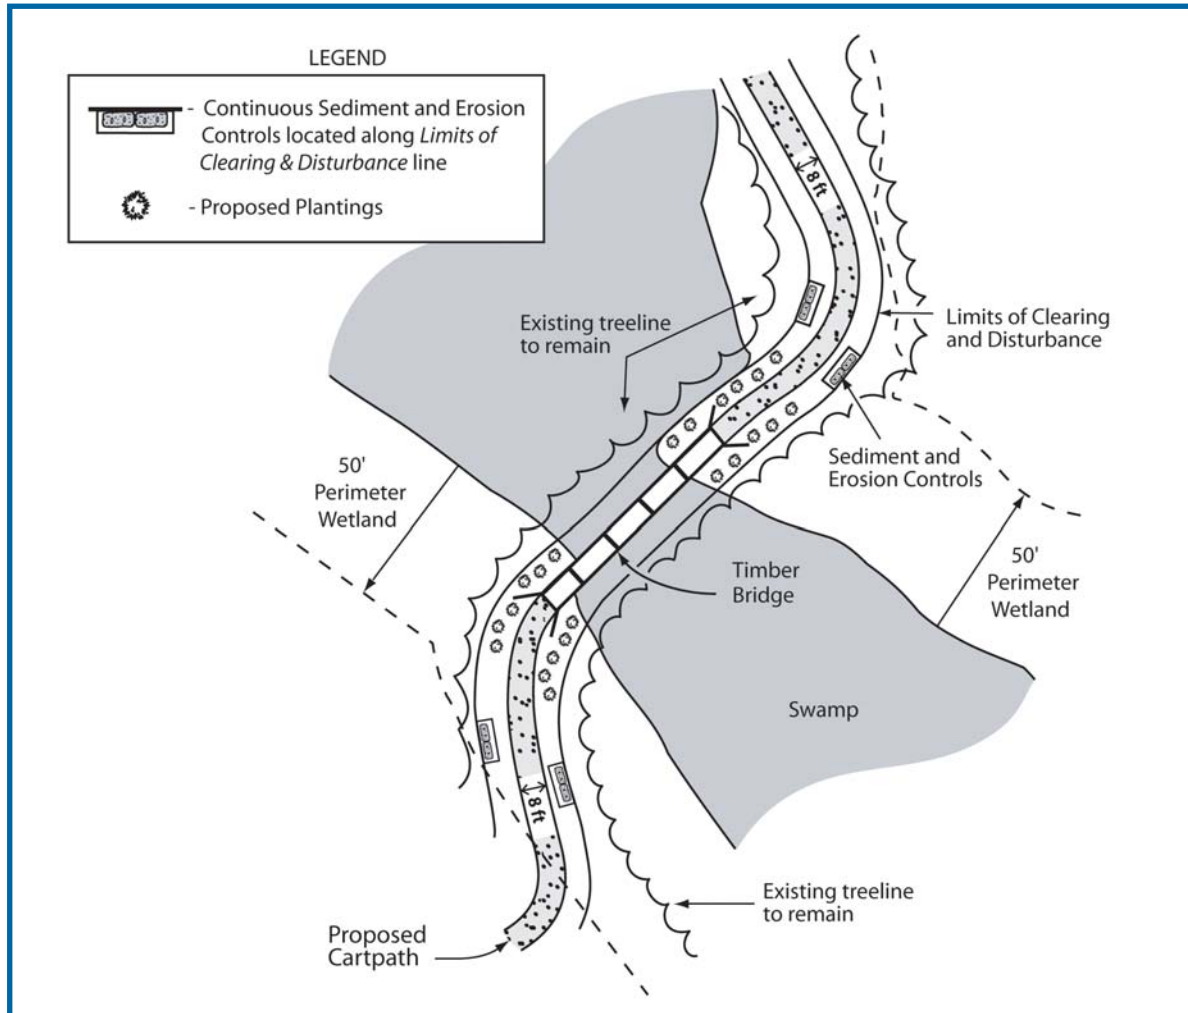 LEGEND
- Continuous Sediment and Erosion
Controls located along Limits of
Clearing & Disturbance line
- Proposed Plantings
8 ft
Existing treeline
to remain
Limits of Clearing
and Disturbance
Sediment and
Erosion Controls
50'
Perimeter
Wetland
Timber
Bridge
50'
Perimeter
Wetland
Swamp
8 ft
Existing treeline
to remain
Proposed
Cartpath